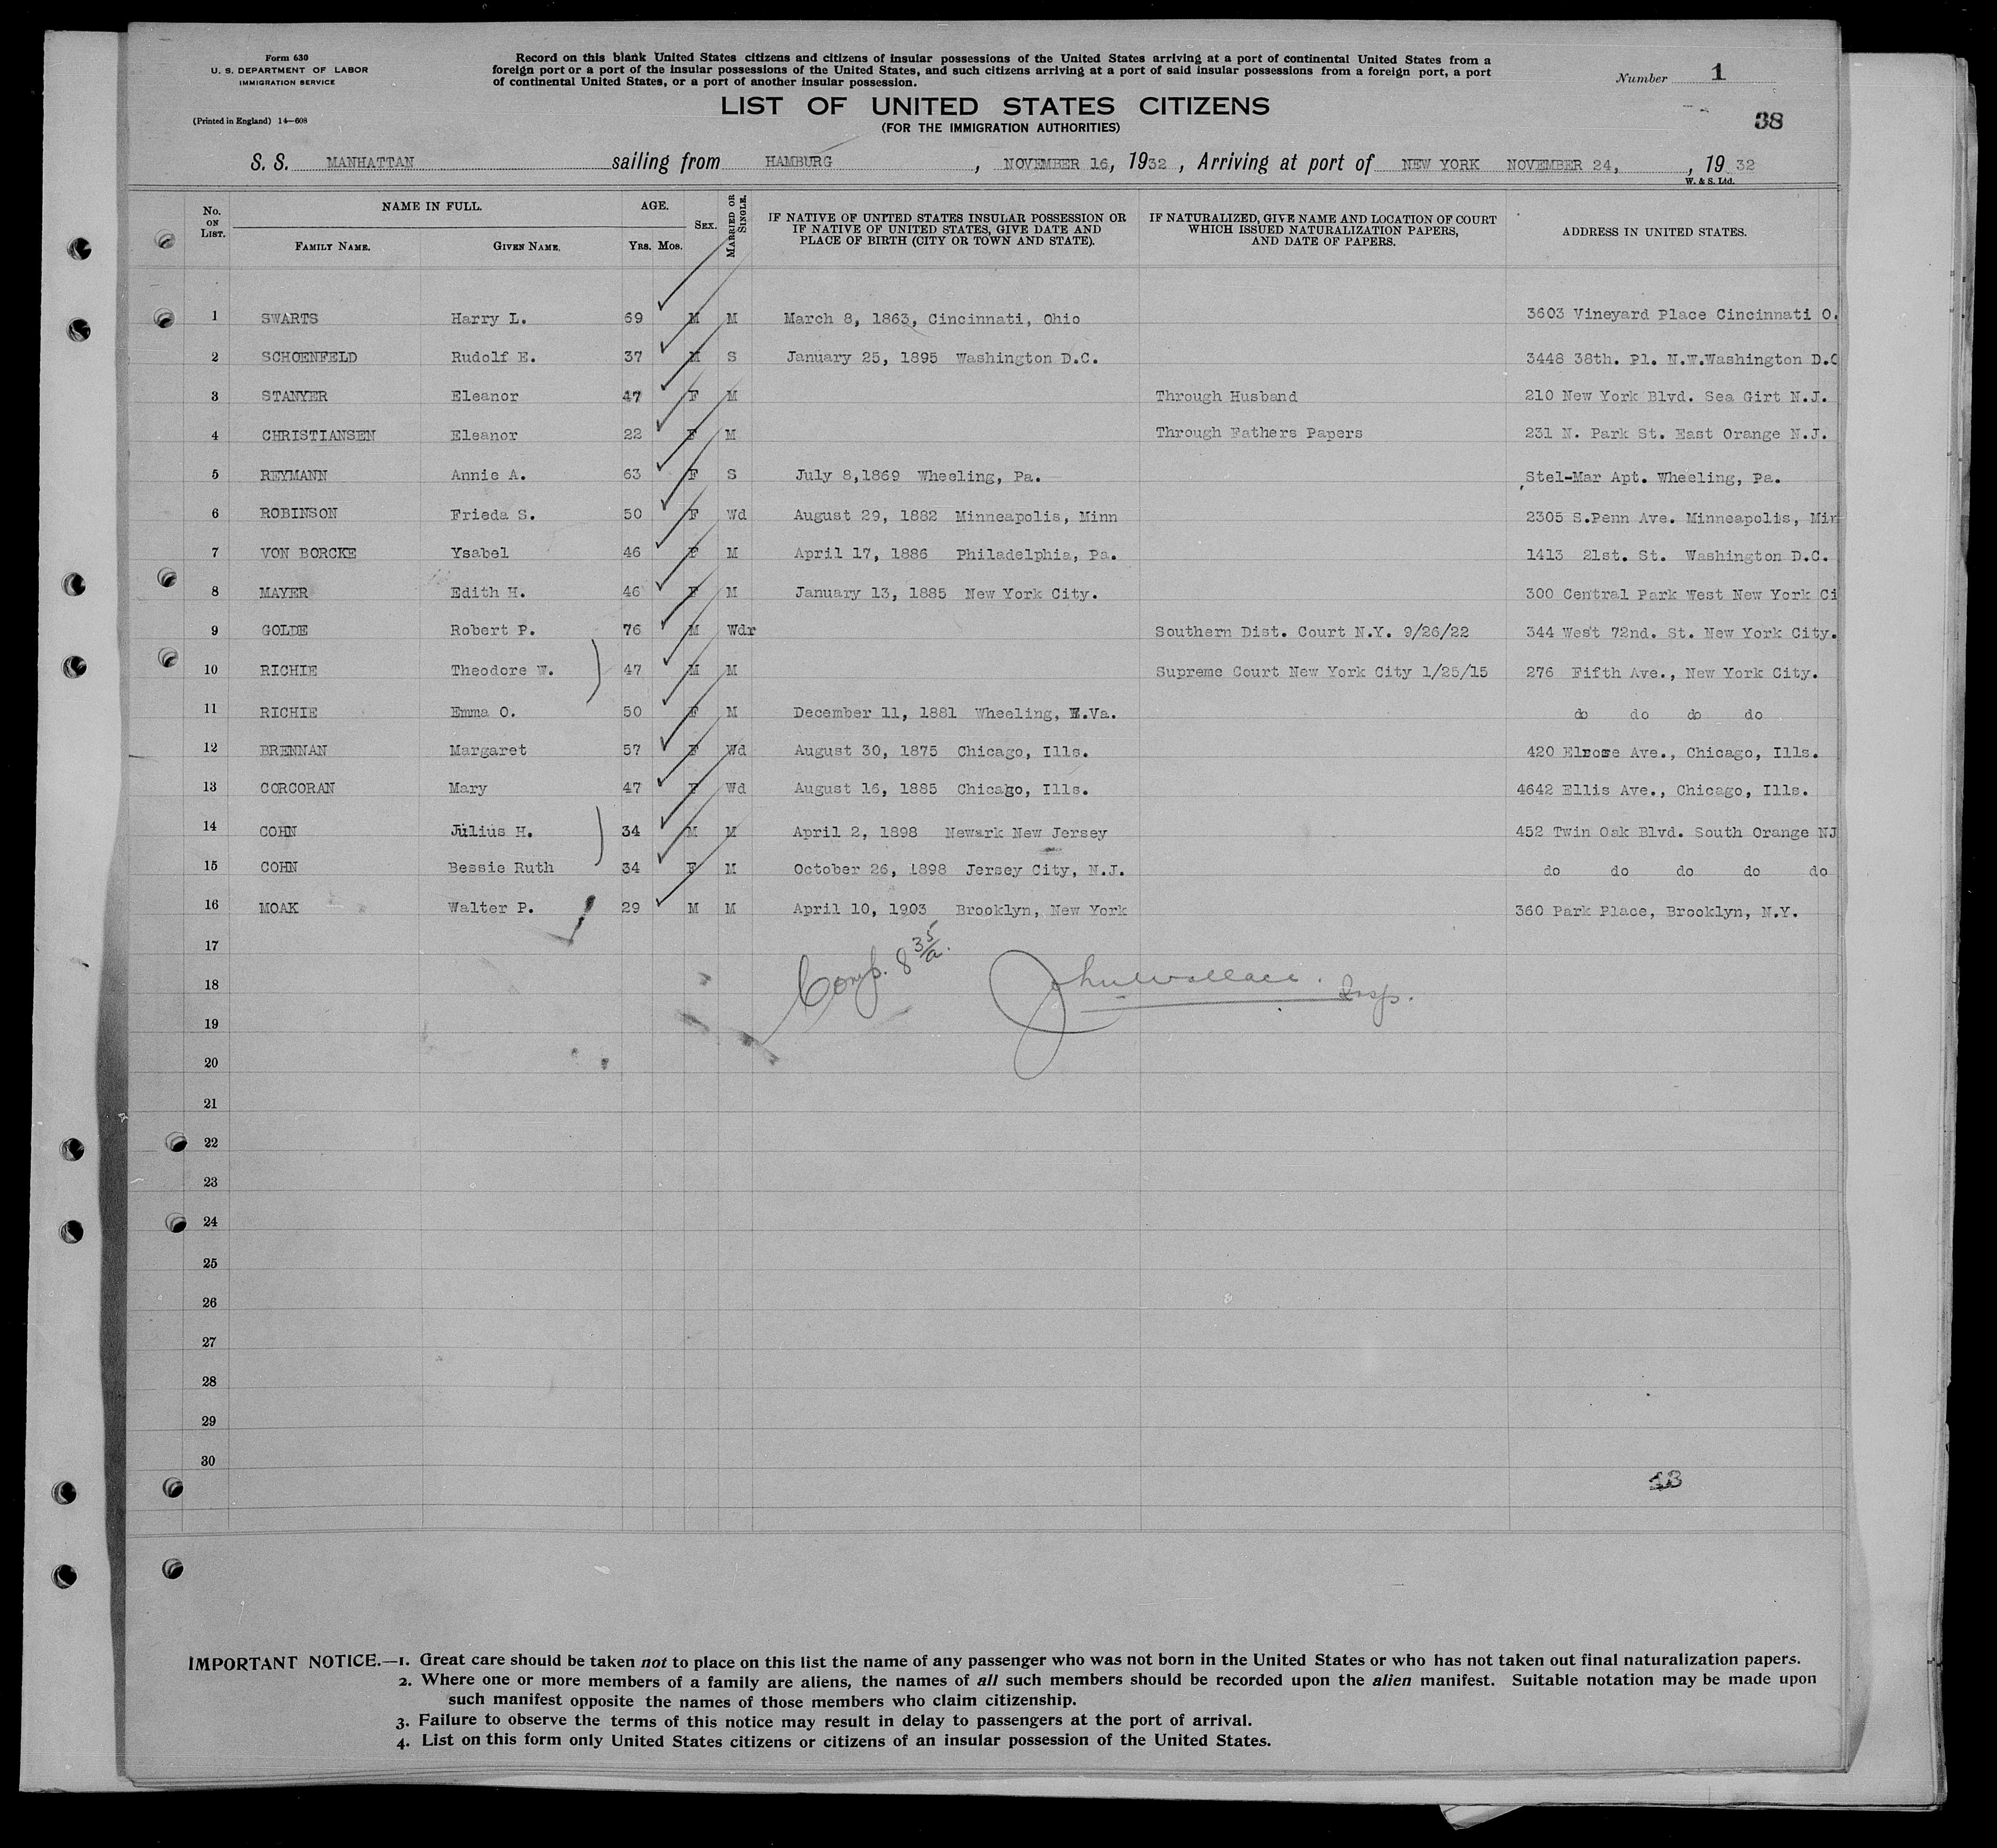 Form 630
U. S. DEPARTMENT OF LABOR
IMMIGRATION SERVICE
(Printed in England) 14—608
Record on this blank United States citizens and citizens of insular possessions of the United States arriving at a port of continental United States from a
foreign port or a port of the insular possessions of the United States, and such citizens arriving at a port of said insular possessions from a foreign port, a port
of continental United States, or a port of another insular possession.
Number 1
LIST OF UNITED STATES CITIZENS
(FOR THE IMMIGRATION AUTHORITIES)
38
S. S. MANHATTAN sailing from HAMBURG , NOVEMBER 16, 1932 , Arriving at port of NEW YORK NOVEMBER 24, , 19 32
W. & S. Ltd.
No. ON LIST. NAME IN FULL. FAMILY NAME. GIVEN NAME. AGE. YRS. MOS. SEX. MARRIED OR SINGLE. IF NATIVE OF UNITED STATES INSULAR POSSESSION OR IF NATIVE OF UNITED STATES, GIVE DATE AND PLACE OF BIRTH (CITY OR TOWN AND STATE). IF NATURALIZED, GIVE NAME AND LOCATION OF COURT WHICH ISSUED NATURALIZATION PAPERS, AND DATE OF PAPERS. ADDRESS IN UNITED STATES.
1 SWARTS Harry L. 69 M M March 8, 1863, Cincinnati, Ohio 3603 Vineyard Place Cincinnati O.
2 SCHOENFELD Rudolf E. 37 M S January 25, 1895 Washington D.C. 3448 38th. Pl. N.W.Washington D.C
3 STANYER Eleanor 47 F M Through Husband 210 New York Blvd. Sea Girt N.J.
4 CHRISTIANSEN Eleanor 22 F M Through Fathers Papers 231 N. Park St. East Orange N.J.
5 REYMANN Annie A. 63 F S July 8,1869 Wheeling, Pa. Stel-Mar Apt. Wheeling, Pa.
6 ROBINSON Frieda S. 50 F Wd August 29, 1882 Minneapolis, Minn 2305 S.Penn Ave. Minneapolis, Min
7 VON BORCKE Ysabel 46 F M April 17, 1886 Philadelphia, Pa. 1413 21st. St. Washington D.C.
8 MAYER Edith H. 46 F M January 13, 1885 New York City. 300 Central Park West New York Ci
9 GOLDE Robert P. 76 M Wdr Southern Dist. Court N.Y. 9/26/22 344 West 72nd. St. New York City.
10 RICHIE Theodore W. 47 M M Supreme Court New York City 1/25/15 276 Fifth Ave., New York City.
11 RICHIE Emma O. 50 F M December 11, 1881 Wheeling, W.Va. do do do do
12 BRENNAN Margaret 57 F Wd August 30, 1875 Chicago, Ills. 420 Elrose Ave., Chicago, Ills.
13 CORCORAN Mary 47 F Wd August 16, 1885 Chicago, Ills. 4642 Ellis Ave., Chicago, Ills.
14 COHN Julius H. 34 M M April 2, 1898 Newark New Jersey 452 Twin Oak Blvd. South Orange NJ
15 COHN Bessie Ruth 34 F M October 26, 1898 Jersey City, N.J. do do do do do
16 MOAK Walter P. 29 M M April 10, 1903 Brooklyn, New York 360 Park Place, Brooklyn, N.Y.
17
Comp. 8 35/a.
18 Jhn Wallace. Insp.
19
20
21
22
23
24
25
26
27
28
29
30
IMPORTANT NOTICE.—1. Great care should be taken not to place on this list the name of any passenger who was not born in the United States or who has not taken out final naturalization papers.
2. Where one or more members of a family are aliens, the names of all such members should be recorded upon the alien manifest. Suitable notation may be made upon
such manifest opposite the names of those members who claim citizenship.
3. Failure to observe the terms of this notice may result in delay to passengers at the port of arrival.
4. List on this form only United States citizens or citizens of an insular possession of the United States.